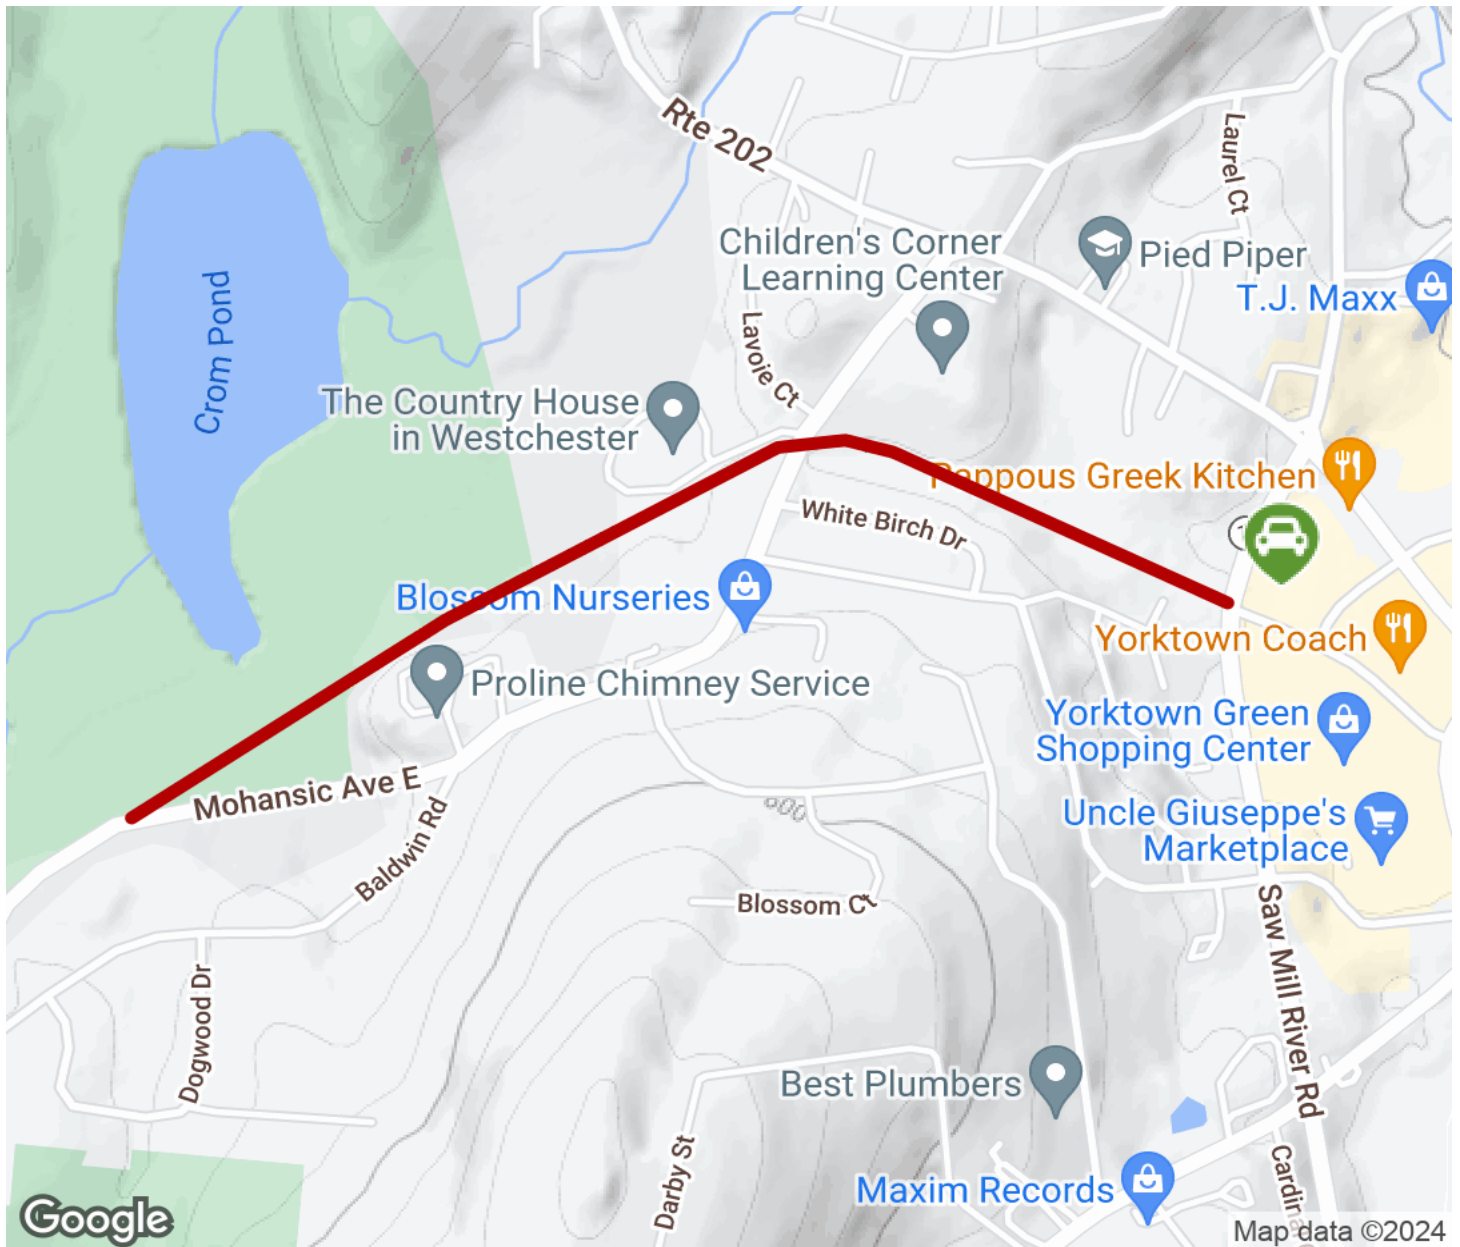 Rte 202
Laurel Ct
Children's Corner
Learning Center
Pied Piper
T.J. Maxx
Crom Pond
Lavoie Ct
The Country House
in Westchester
Pappous Greek Kitchen
White Birch Dr
Blossom Nurseries
Yorktown Coach
Proline Chimney Service
Yorktown Green
Shopping Center
Mohansic Ave E
Baldwin Rd
800
Uncle Giuseppe's
Marketplace
Blossom Ct
Saw Mill River Rd
Dogwood Dr
Best Plumbers
Darby St
Maxim Records
Google
Map data ©2024